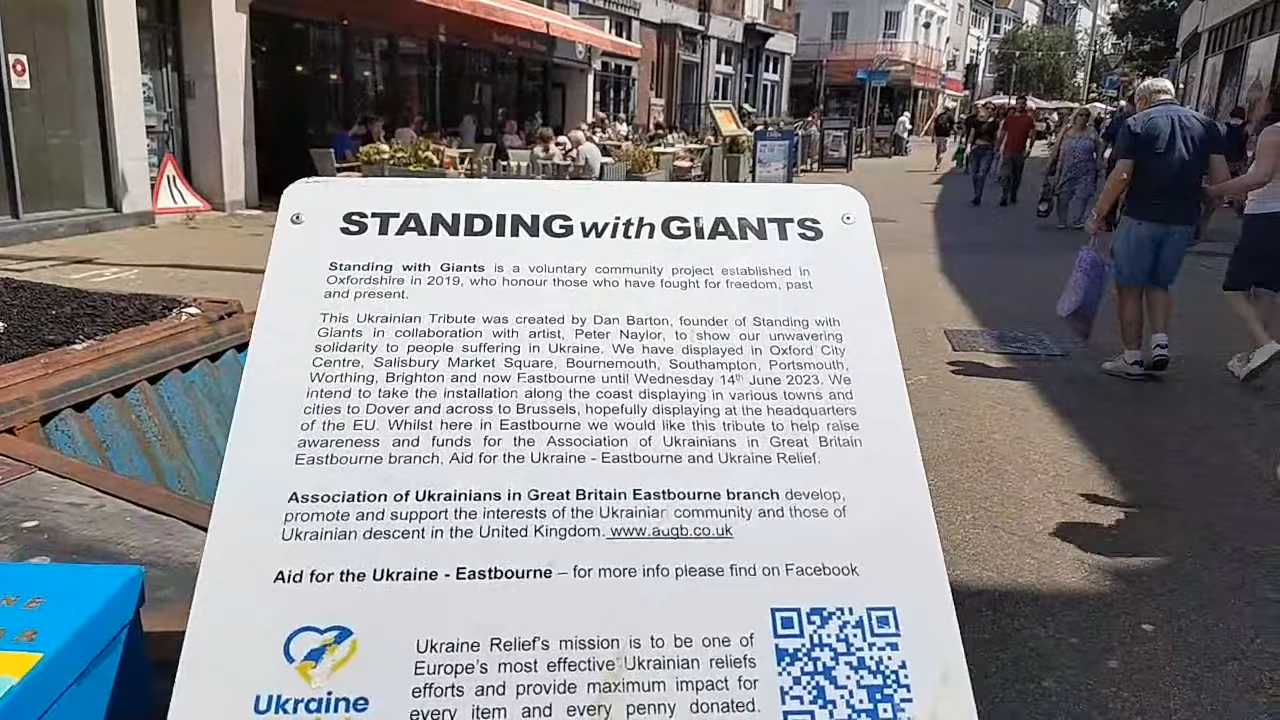 STANDING with GIANTS
Standing with Giants is a voluntary community project established in
Oxfordshire in 2019, who honour those who have fought for freedom, past
and present.
This Ukrainian Tribute was created by Dan Barton, founder of Standing with
Giants in collaboration with artist, Peter Naylor, to show our unwavering
solidarity to people suffering in Ukraine. We have displayed in Oxford City
Centre, Salisbury Market Square, Bournemouth, Southampton, Portsmouth,
Worthing, Brighton and now Eastbourne until Wednesday 14th June 2023. We
intend to take the installation along the coast displaying in various towns and
cities to Dover and across to Brussels, hopefully displaying at the headquarters
of the EU. Whilst here in Eastbourne we would like this tribute to help raise
awareness and funds for the Association of Ukrainians in Great Britain
Eastbourne branch, Aid for the Ukraine - Eastbourne and Ukraine Relief.
Association of Ukrainians in Great Britain Eastbourne branch develop,
promote and support the interests of the Ukrainian community and those of
Ukrainian descent in the United Kingdom. www.augb.co.uk
Aid for the Ukraine - Eastbourne – for more info please find on Facebook
Ukraine
Ukraine Relief's mission is to be one of
Europe's most effective Ukrainian reliefs
efforts and provide maximum impact for
every item and every penny donated.